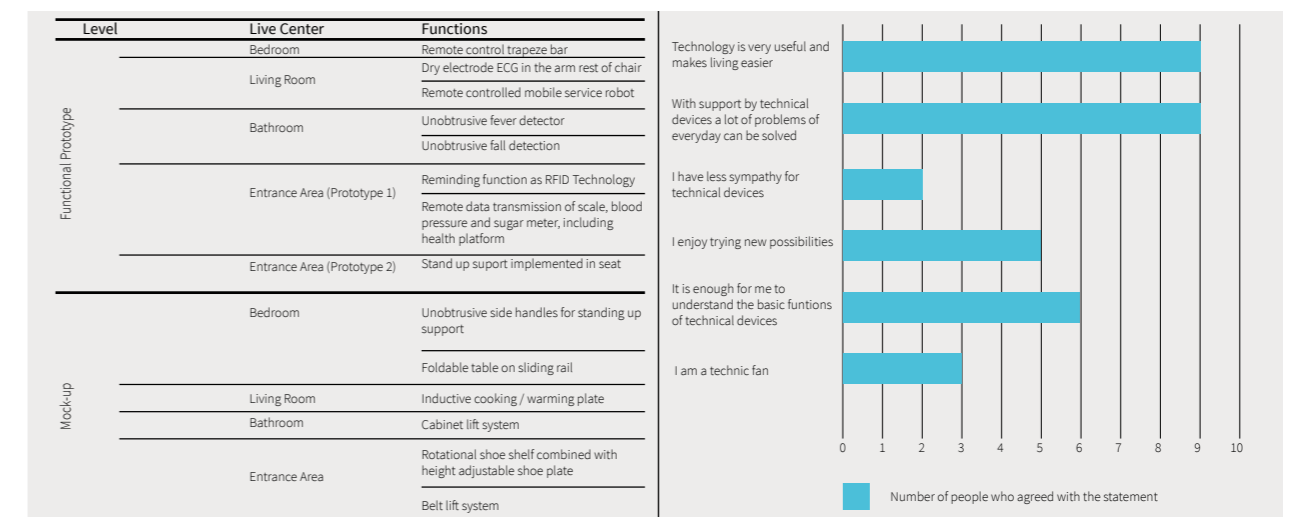 Level Live Center Functions
Functional Prototype
Bedroom Remote control trapeze bar
Living Room Dry electrode ECG in the arm rest of chair
Remote controlled mobile service robot
Bathroom Unobtrusive fever detector
Unobtrusive fall detection
Entrance Area (Prototype 1) Reminding function as RFID Technology
Remote data transmission of scale, blood
pressure and sugar meter, including
health platform
Entrance Area (Prototype 2) Stand up suport implemented in seat
Mock-up
Bedroom Unobtrusive side handles for standing up
support
Foldable table on sliding rail
Living Room Inductive cooking / warming plate
Bathroom Cabinet lift system
Entrance Area Rotational shoe shelf combined with
height adjustable shoe plate
Belt lift system
Technology is very useful and
makes living easier
With support by technical
devices a lot of problems of
everyday can be solved
I have less sympathy for
technical devices
I enjoy trying new possibilities
It is enough for me to
understand the basic funtions
of technical devices
I am a technic fan
0 1 2 3 4 5 6 7 8 9 10
Number of people who agreed with the statement